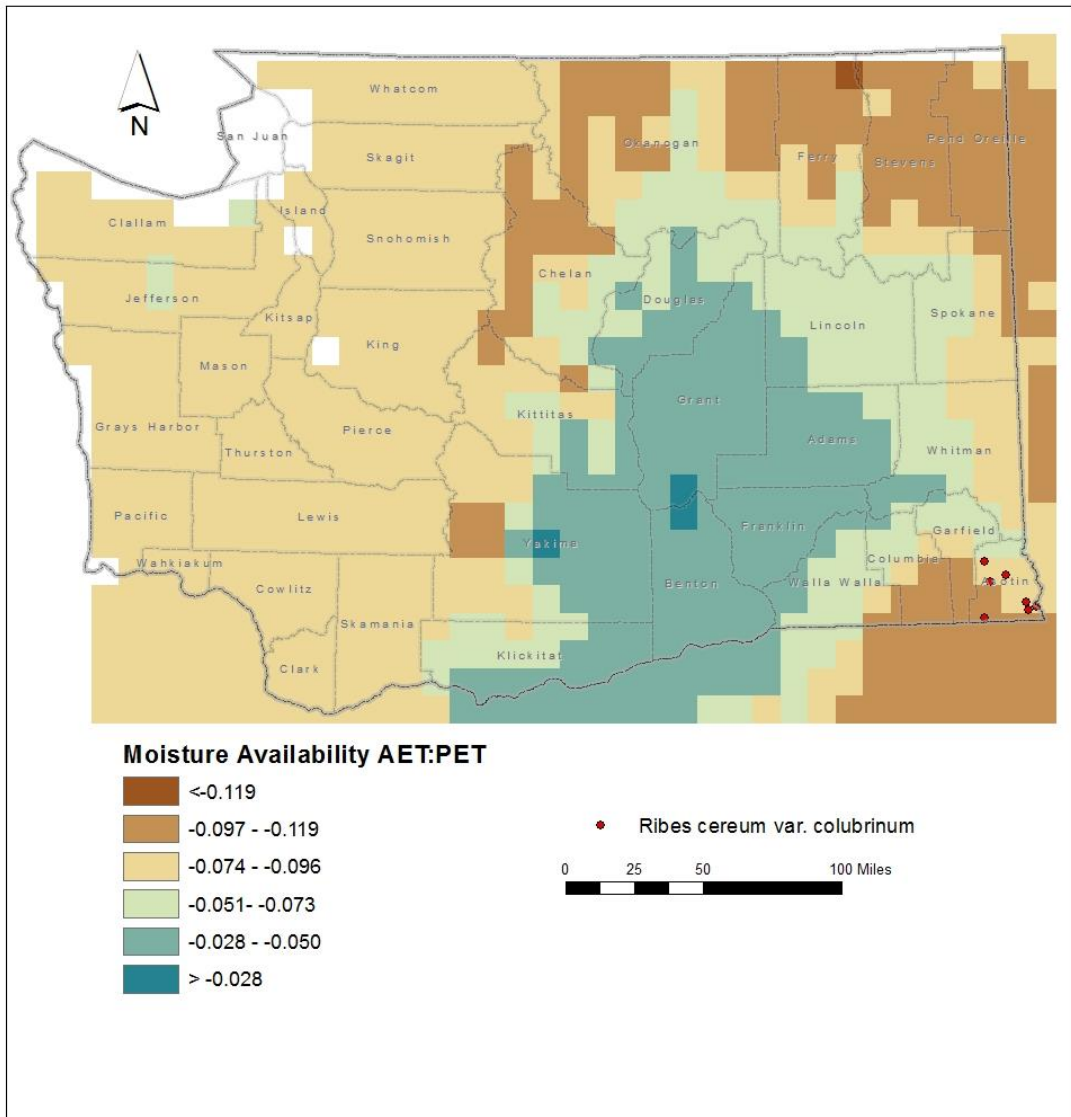 N
Whatcom
San Juan
Skagit
Okanogan
Ferry
Stevens
Pend Oreille
Clallam
Island
Snohomish
Chelan
Douglas
Jefferson
Kitsap
King
Lincoln
Spokane
Mason
Grant
Kittitas
Grays Harbor
Pierce
Thurston
Adams
Whitman
Pacific
Lewis
Yakima
Franklin
Garfield
Wahkiakum
Columbia
Asotin
Cowlitz
Benton
Walla Walla
Skamania
Klickitat
Clark
Moisture Availability AET:PET
<-0.119
-0.097 - -0.119
-0.074 - -0.096
-0.051- -0.073
-0.028 - -0.050
> -0.028
Ribes cereum var. colubrinum
0 25 50 100 Miles